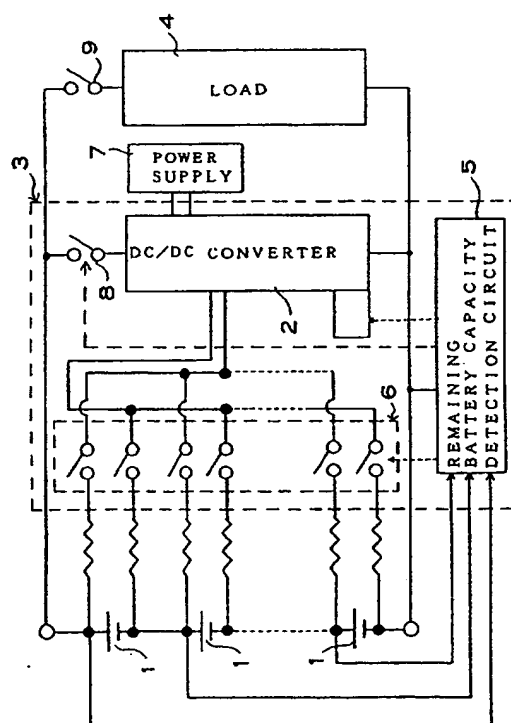 3
9
4
LOAD
7
POWER
SUPPLY
8
DC/DC CONVERTER
2
6
5
REMAINING
BATTERY CAPACITY
DETECTION CIRCUIT
1
1
1